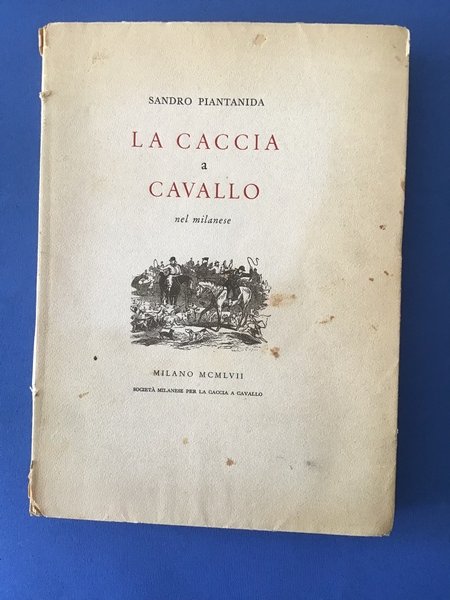 SANDRO PIANTANIDA
LA CACCIA
a
CAVALLO
nel milanese
MILANO MCMLVII
SOCIETÀ MILANESE PER LA CACCIA A CAVALLO